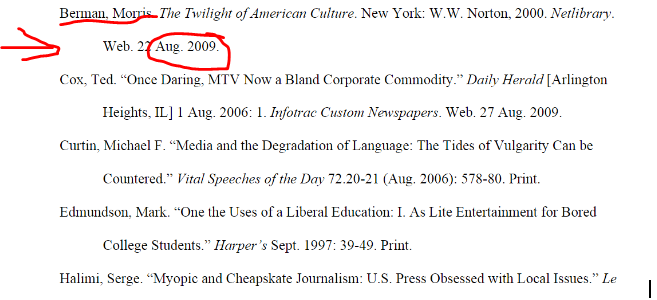 Berman, Morris. The Twilight of American Culture. New York: W.W. Norton, 2000. Netlibrary.
Web. 22 Aug. 2009.
Cox, Ted. “Once Daring, MTV Now a Bland Corporate Commodity.” Daily Herald [Arlington
Heights, IL] 1 Aug. 2006: 1. Infotrac Custom Newspapers. Web. 27 Aug. 2009.
Curtin, Michael F. “Media and the Degradation of Language: The Tides of Vulgarity Can be
Countered.” Vital Speeches of the Day 72.20-21 (Aug. 2006): 578-80. Print.
Edmundson, Mark. “One the Uses of a Liberal Education: I. As Lite Entertainment for Bored
College Students.” Harper’s Sept. 1997: 39-49. Print.
Halimi, Serge. “Myopic and Cheapskate Journalism: U.S. Press Obsessed with Local Issues.” Le